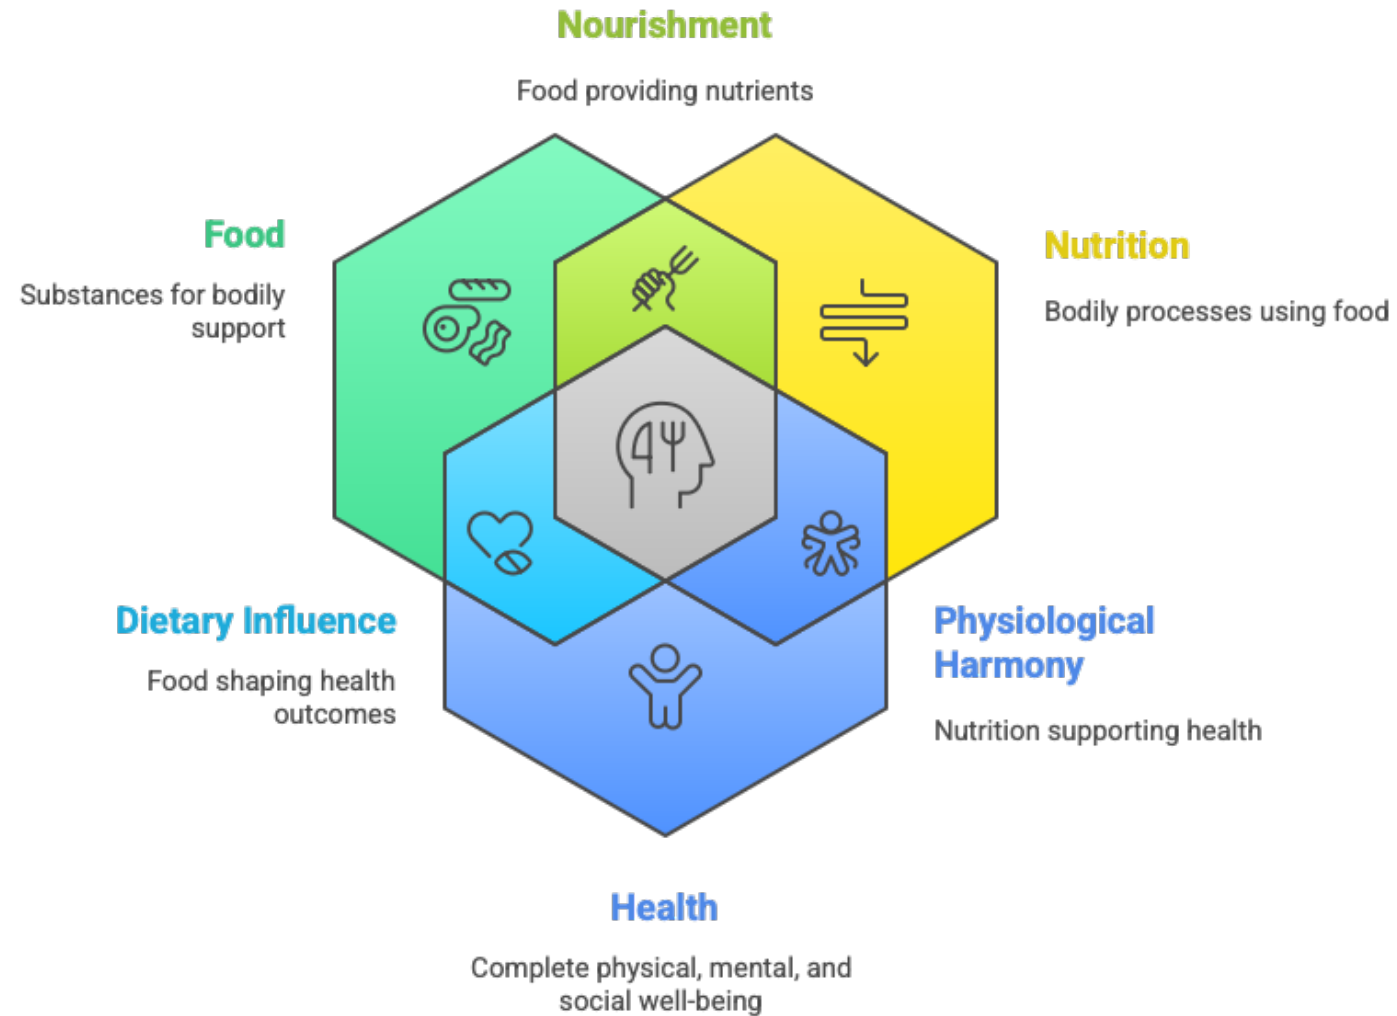 Nourishment
Food providing nutrients
Food
Substances for bodily
support
Nutrition
Bodily processes using food
Dietary Influence
Food shaping health
outcomes
Physiological
Harmony
Nutrition supporting health
Health
Complete physical, mental, and
social well-being